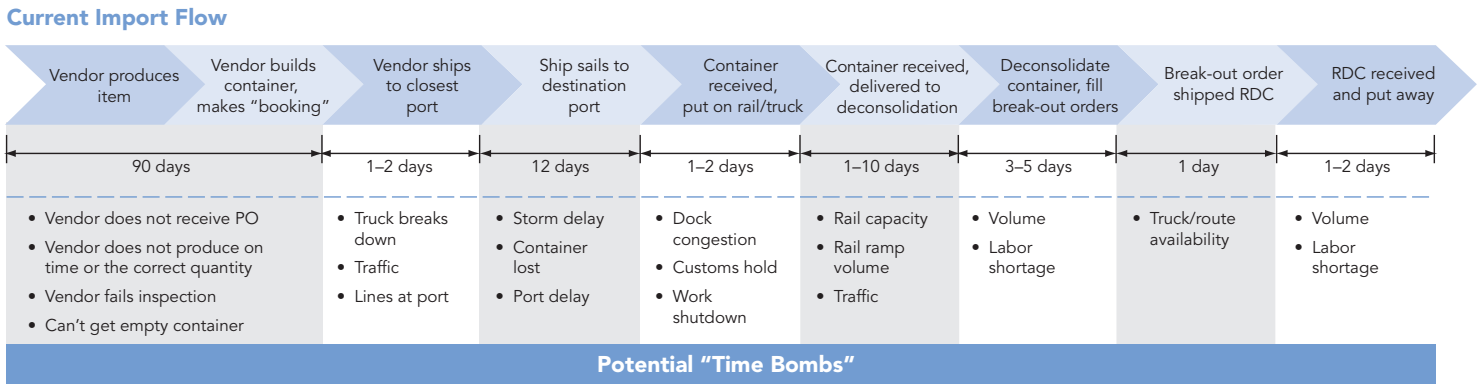 Current Import Flow
Vendor produces
item
Vendor builds
container,
makes “booking”
Vendor ships
to closest
port
Ship sails to
destination
port
Container
received,
put on rail/truck
Container received,
delivered to
deconsolidation
Deconsolidate
container, fill
break-out orders
Break-out order
shipped RDC
RDC received
and put away
90 days
1–2 days
12 days
1–2 days
1–10 days
3–5 days
1 day
1–2 days
• Vendor does not receive PO
• Vendor does not produce on
time or the correct quantity
• Vendor fails inspection
• Can’t get empty container
• Truck breaks
down
• Traffic
• Lines at port
• Storm delay
• Container
lost
• Port delay
• Dock
congestion
• Customs hold
• Work
shutdown
• Rail capacity
• Rail ramp
volume
• Traffic
• Volume
• Labor
shortage
• Truck/route
availability
• Volume
• Labor
shortage
Potential “Time Bombs”